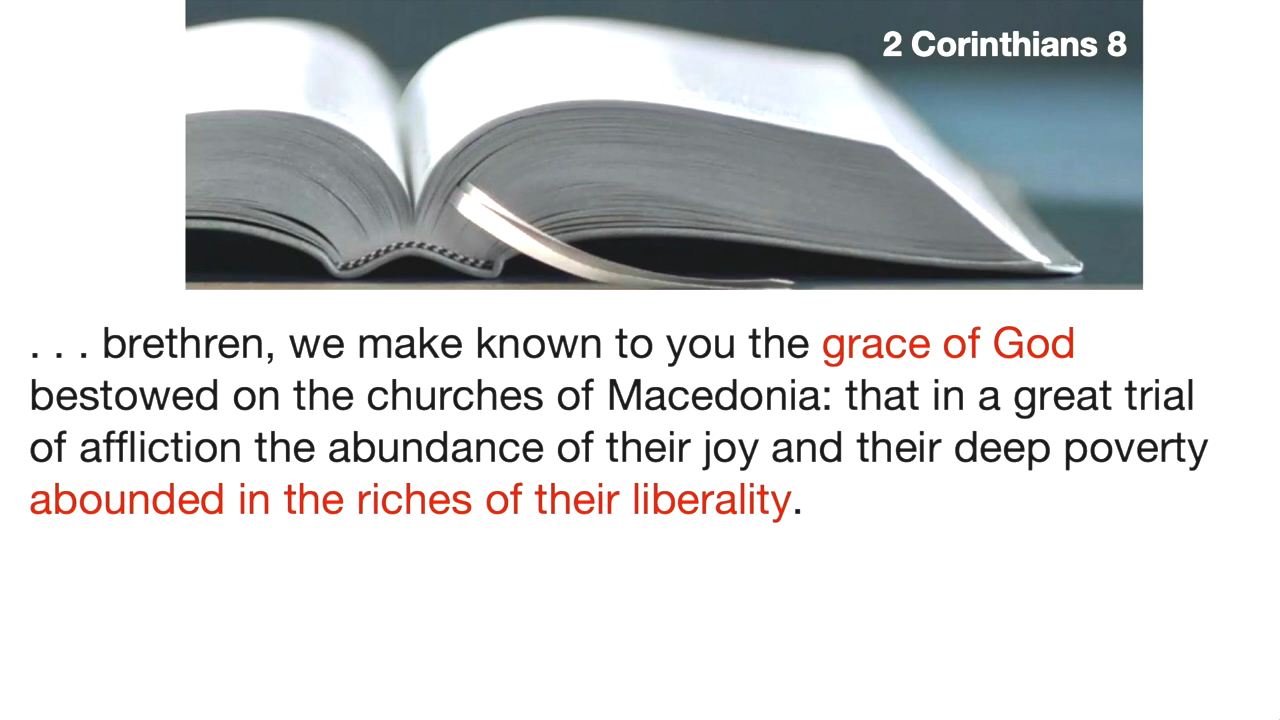 2 Corinthians 8
. . . brethren, we make known to you the grace of God
bestowed on the churches of Macedonia: that in a great trial
of affliction the abundance of their joy and their deep poverty
abounded in the riches of their liberality.